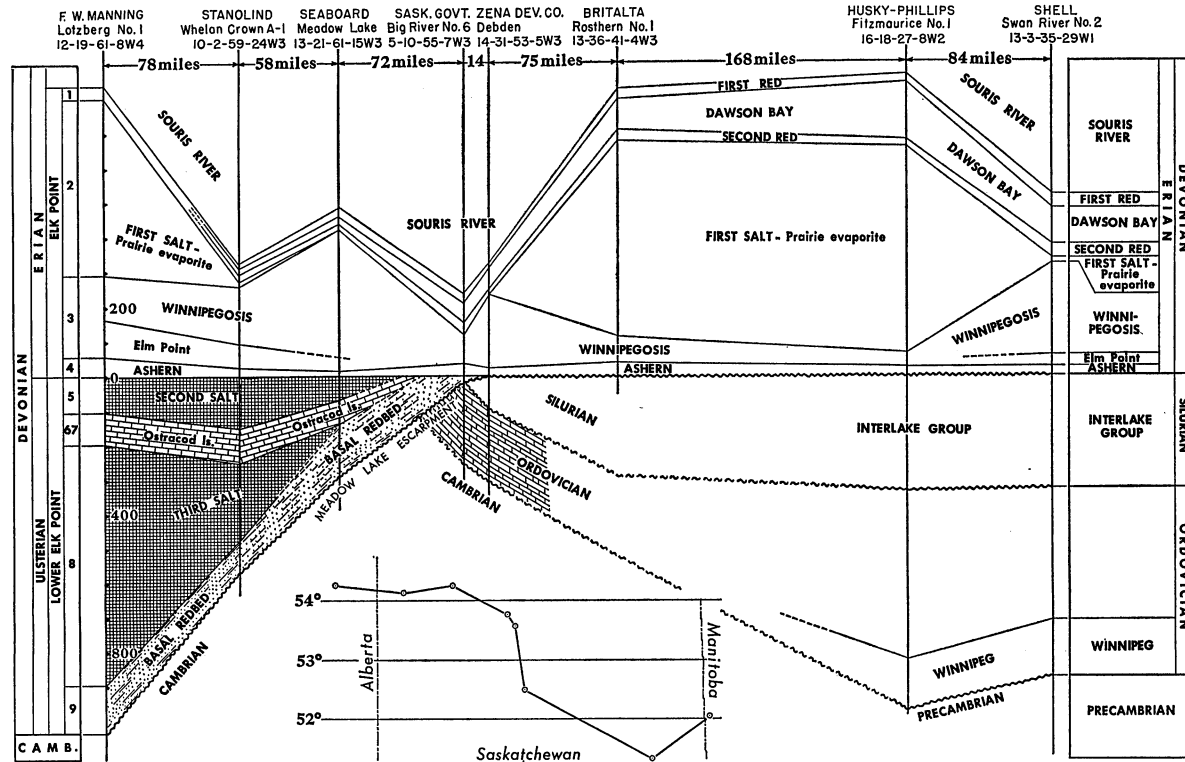 F. W. MANNING
Lotzberg No. 1
12-19-61-8W4
STANOLIND
Whelan Crown A-1
10-2-59-24W3
SEABOARD
Meadow Lake
13-21-61-15W3
SASK. GOVT.
Big River No. 6
5-10-55-7W3
ZENA DEV. CO.
Debden
14-31-53-5W3
BRITALTA
Rosthern No. 1
13-36-41-4W3
HUSKY-PHILLIPS
Fitzmaurice No. 1
16-18-27-8W2
SHELL
Swan River No. 2
13-3-35-29W1
78 miles
58 miles
72 miles
14
75 miles
168 miles
84 miles
DEVONIAN
ERIAN
ELK POINT
ULSTERIAN
LOWER ELK POINT
CAMB.
1
2
3
4
5
67
8
9
200
0
400
800
SOURIS RIVER
FIRST SALT-
Prairie evaporite
WINNIPEGOSIS
Elm Point
ASHERN
SECOND SALT
Ostracod ls.
Ostracod ls.
THIRD SALT
BASAL REDBED
BASAL REDBED
MEADOW LAKE ESCARPMENT
CAMBRIAN
CAMBRIAN
SOURIS RIVER
FIRST RED
DAWSON BAY
SECOND RED
FIRST SALT - Prairie evaporite
WINNIPEGOSIS
ASHERN
SILURIAN
ORDOVICIAN
INTERLAKE GROUP
SOURIS RIVER
DAWSON BAY
WINNIPEGOSIS
WINNIPEG
PRECAMBRIAN
SOURIS
RIVER
FIRST RED
DAWSON BAY
SECOND RED
FIRST SALT -
Prairie
evaporite
WINNI-
PEGOSIS
Elm Point
ASHERN
INTERLAKE
GROUP
WINNIPEG
PRECAMBRIAN
ERIAN
DEVONIAN
SILURIAN
ORDOVICIAN
54°
53°
52°
Alberta
Manitoba
Saskatchewan